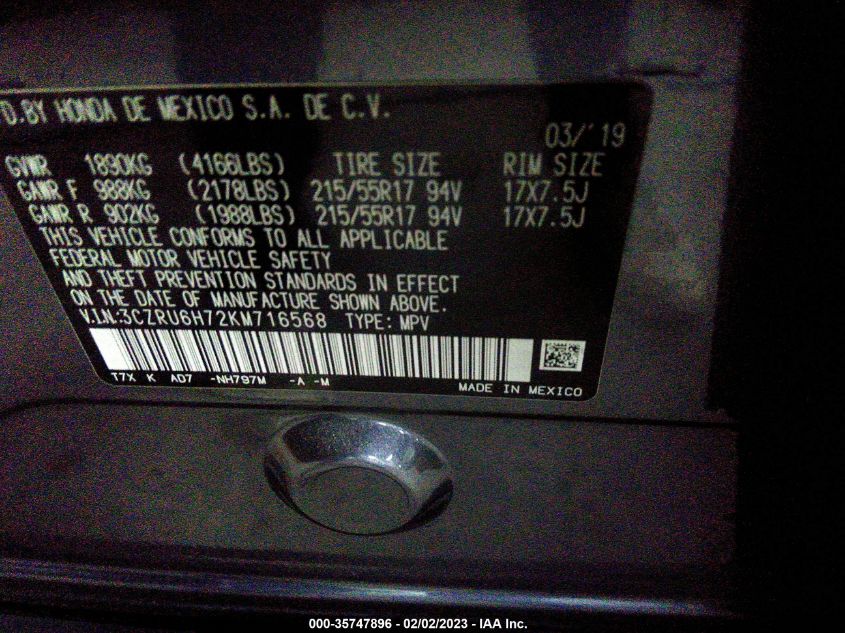 D.BY HONDA DE MEXICO S.A. DE C.V.
03/'19
GVWR 1890KG (4166LBS) TIRE SIZE RIM SIZE
GAWR F 988KG (2178LBS) 215/55R17 94V 17X7.5J
GAWR R 902KG (1988LBS) 215/55R17 94V 17X7.5J
THIS VEHICLE CONFORMS TO ALL APPLICABLE
FEDERAL MOTOR VEHICLE SAFETY
AND THEFT PREVENTION STANDARDS IN EFFECT
ON THE DATE OF MANUFACTURE SHOWN ABOVE.
V.I.N.:3CZRU6H72KM716568 TYPE: MPV
T7X K AD7 -NH797M -A -M
MADE IN MEXICO
000-35747896 - 02/02/2023 - IAA Inc.